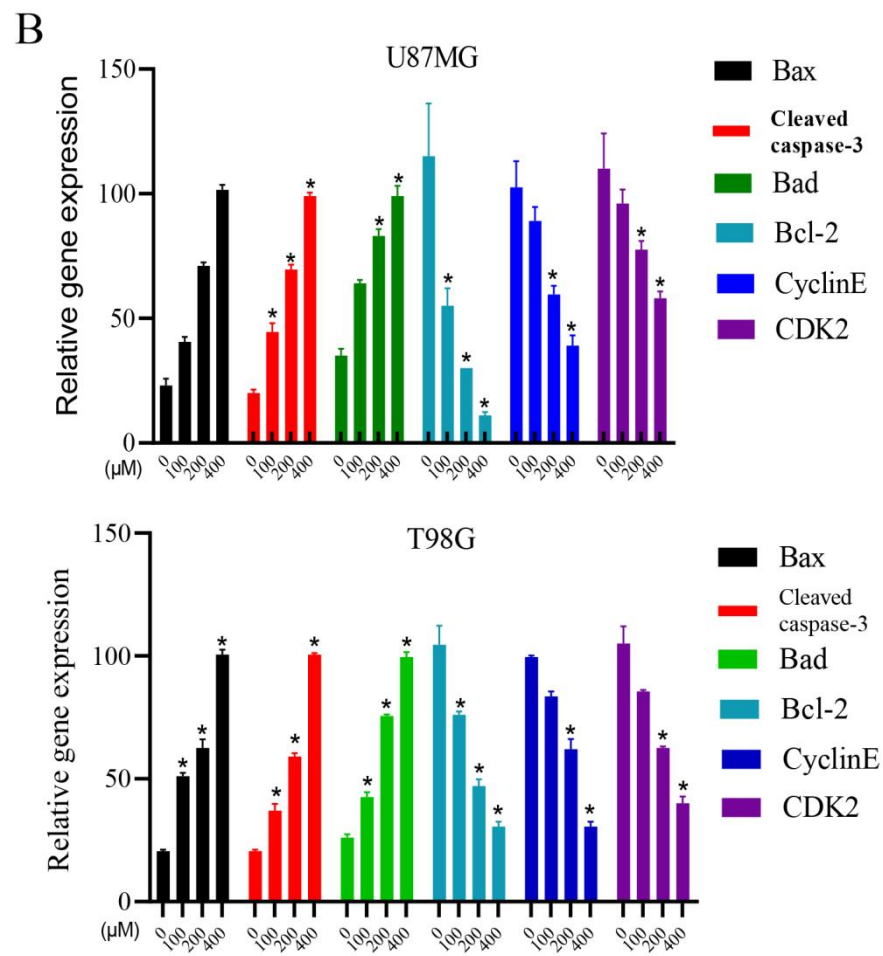 B
U87MG
Relative gene expression
150
100
50
0
(µM)
0 100 200 400 0 100 200 400 0 100 200 400 0 100 200 400 0 100 200 400 0 100 200 400
* * * * * * * * * * * *
Bax
Cleaved
caspase-3
Bad
Bcl-2
CyclinE
CDK2
T98G
Relative gene expression
150
100
50
0
(µM)
0 100 200 400 0 100 200 400 0 100 200 400 0 100 200 400 0 100 200 400 0 100 200 400
* * * * * * * * * * * * * * * *
Bax
Cleaved
caspase-3
Bad
Bcl-2
CyclinE
CDK2